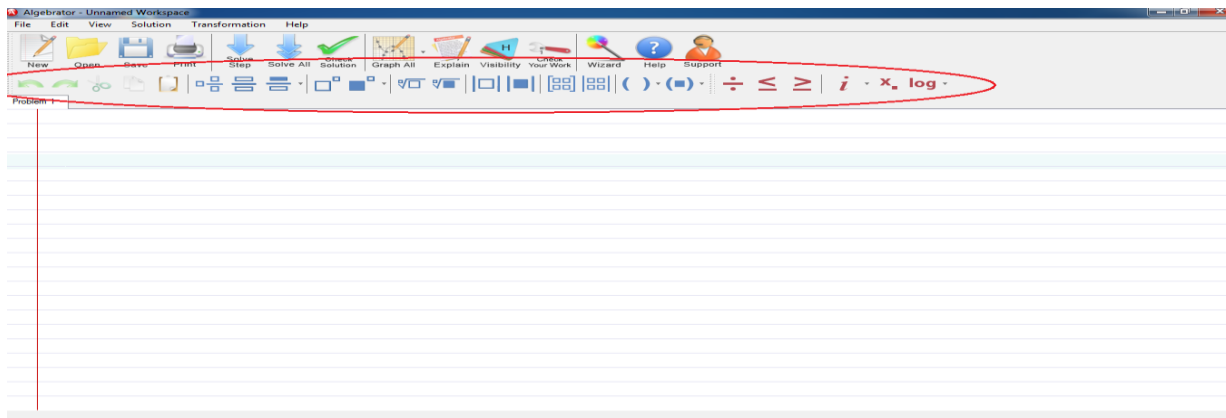 Algebrator - Unnamed Workspace
File Edit View Solution Transformation Help
New Open Save Print Solve Step Solve All Check Solution Graph All Explain Visibility Check Your Work Wizard Help Support
( ) (■) ÷ ≤ ≥ i x log
Problem 1